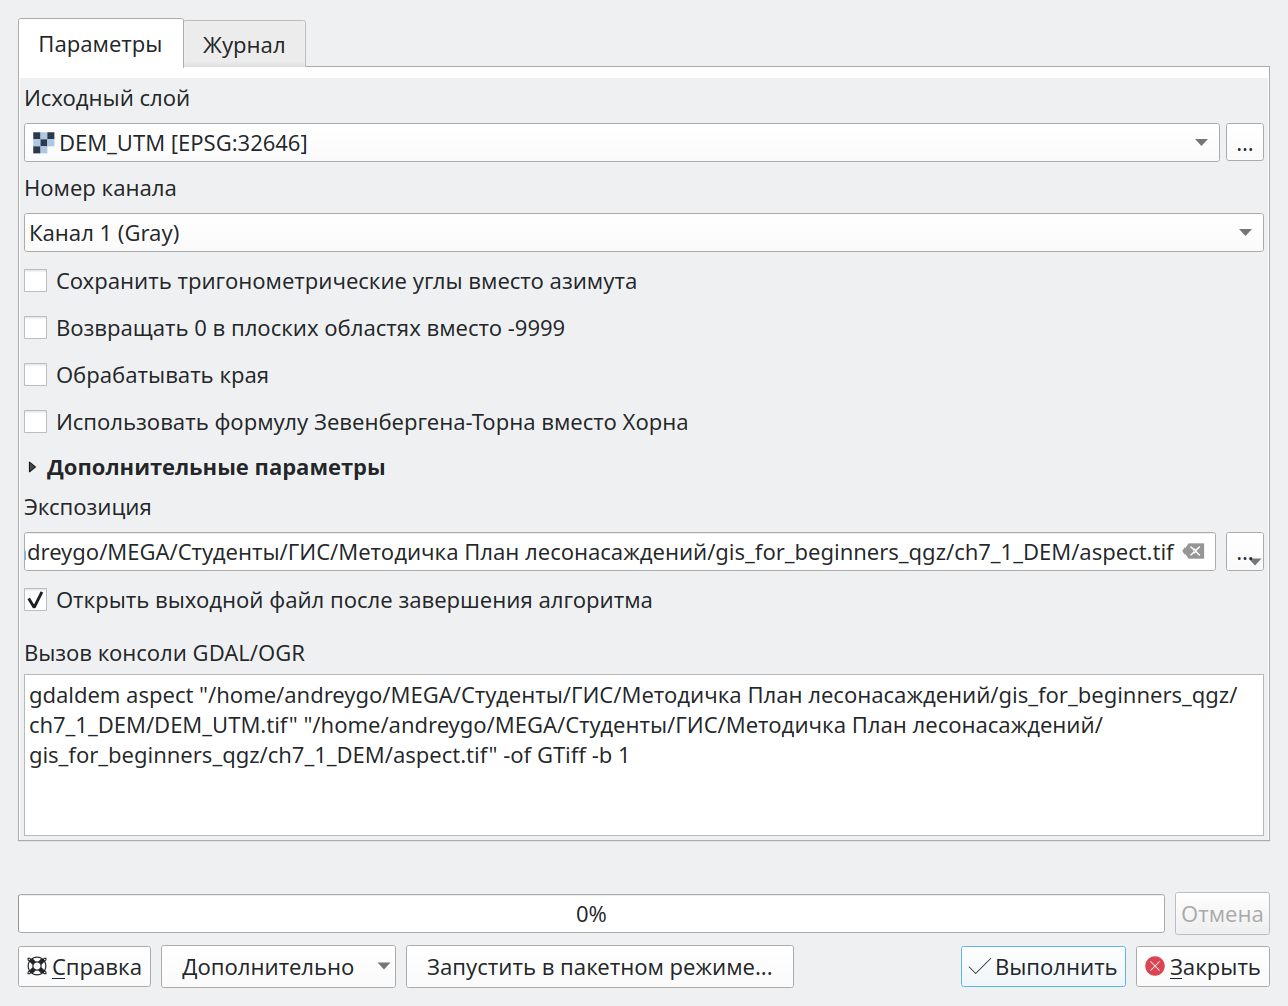 Параметры
Журнал
Исходный слой
DEM_UTM [EPSG:32646]
...
Номер канала
Канал 1 (Gray)
Сохранить тригонометрические углы вместо азимута
Возвращать 0 в плоских областях вместо -9999
Обрабатывать края
Использовать формулу Зевенбергена-Торна вместо Хорна
Дополнительные параметры
Экспозиция
dreygo/MEGA/Студенты/ГИС/Методичка План лесонасаждений/gis_for_beginners_qgz/ch7_1_DEM/aspect.tif
...
Открыть выходной файл после завершения алгоритма
Вызов консоли GDAL/OGR
gdaldem aspect "/home/andreygo/MEGA/Студенты/ГИС/Методичка План лесонасаждений/gis_for_beginners_qgz/
ch7_1_DEM/DEM_UTM.tif" "/home/andreygo/MEGA/Студенты/ГИС/Методичка План лесонасаждений/
gis_for_beginners_qgz/ch7_1_DEM/aspect.tif" -of GTiff -b 1
0%
Отмена
Справка
Дополнительно
Запустить в пакетном режиме...
Выполнить
Закрыть